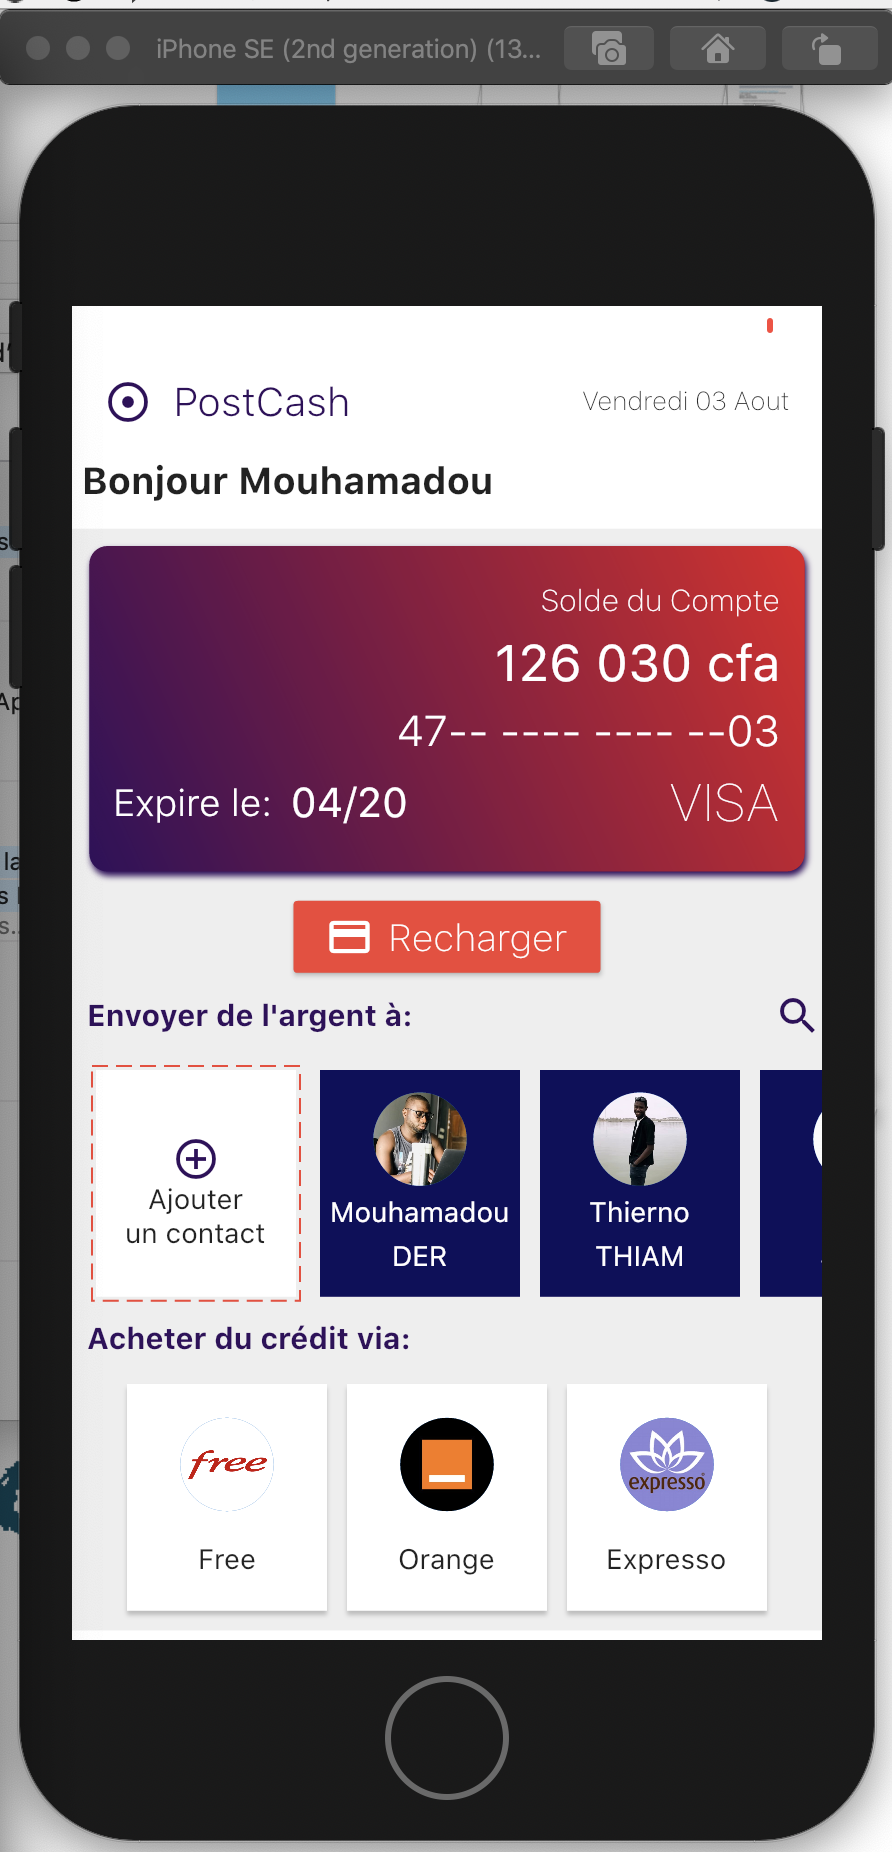 iPhone SE (2nd generation) (13...
PostCash
Vendredi 03 Aout
Bonjour Mouhamadou
Solde du Compte
126 030 cfa
47-- ---- ---- --03
Expire le: 04/20
VISA
Recharger
Envoyer de l'argent à:
Ajouter
un contact
Mouhamadou
DER
Thierno
THIAM
Acheter du crédit via:
free
expresso
Free
Orange
Expresso